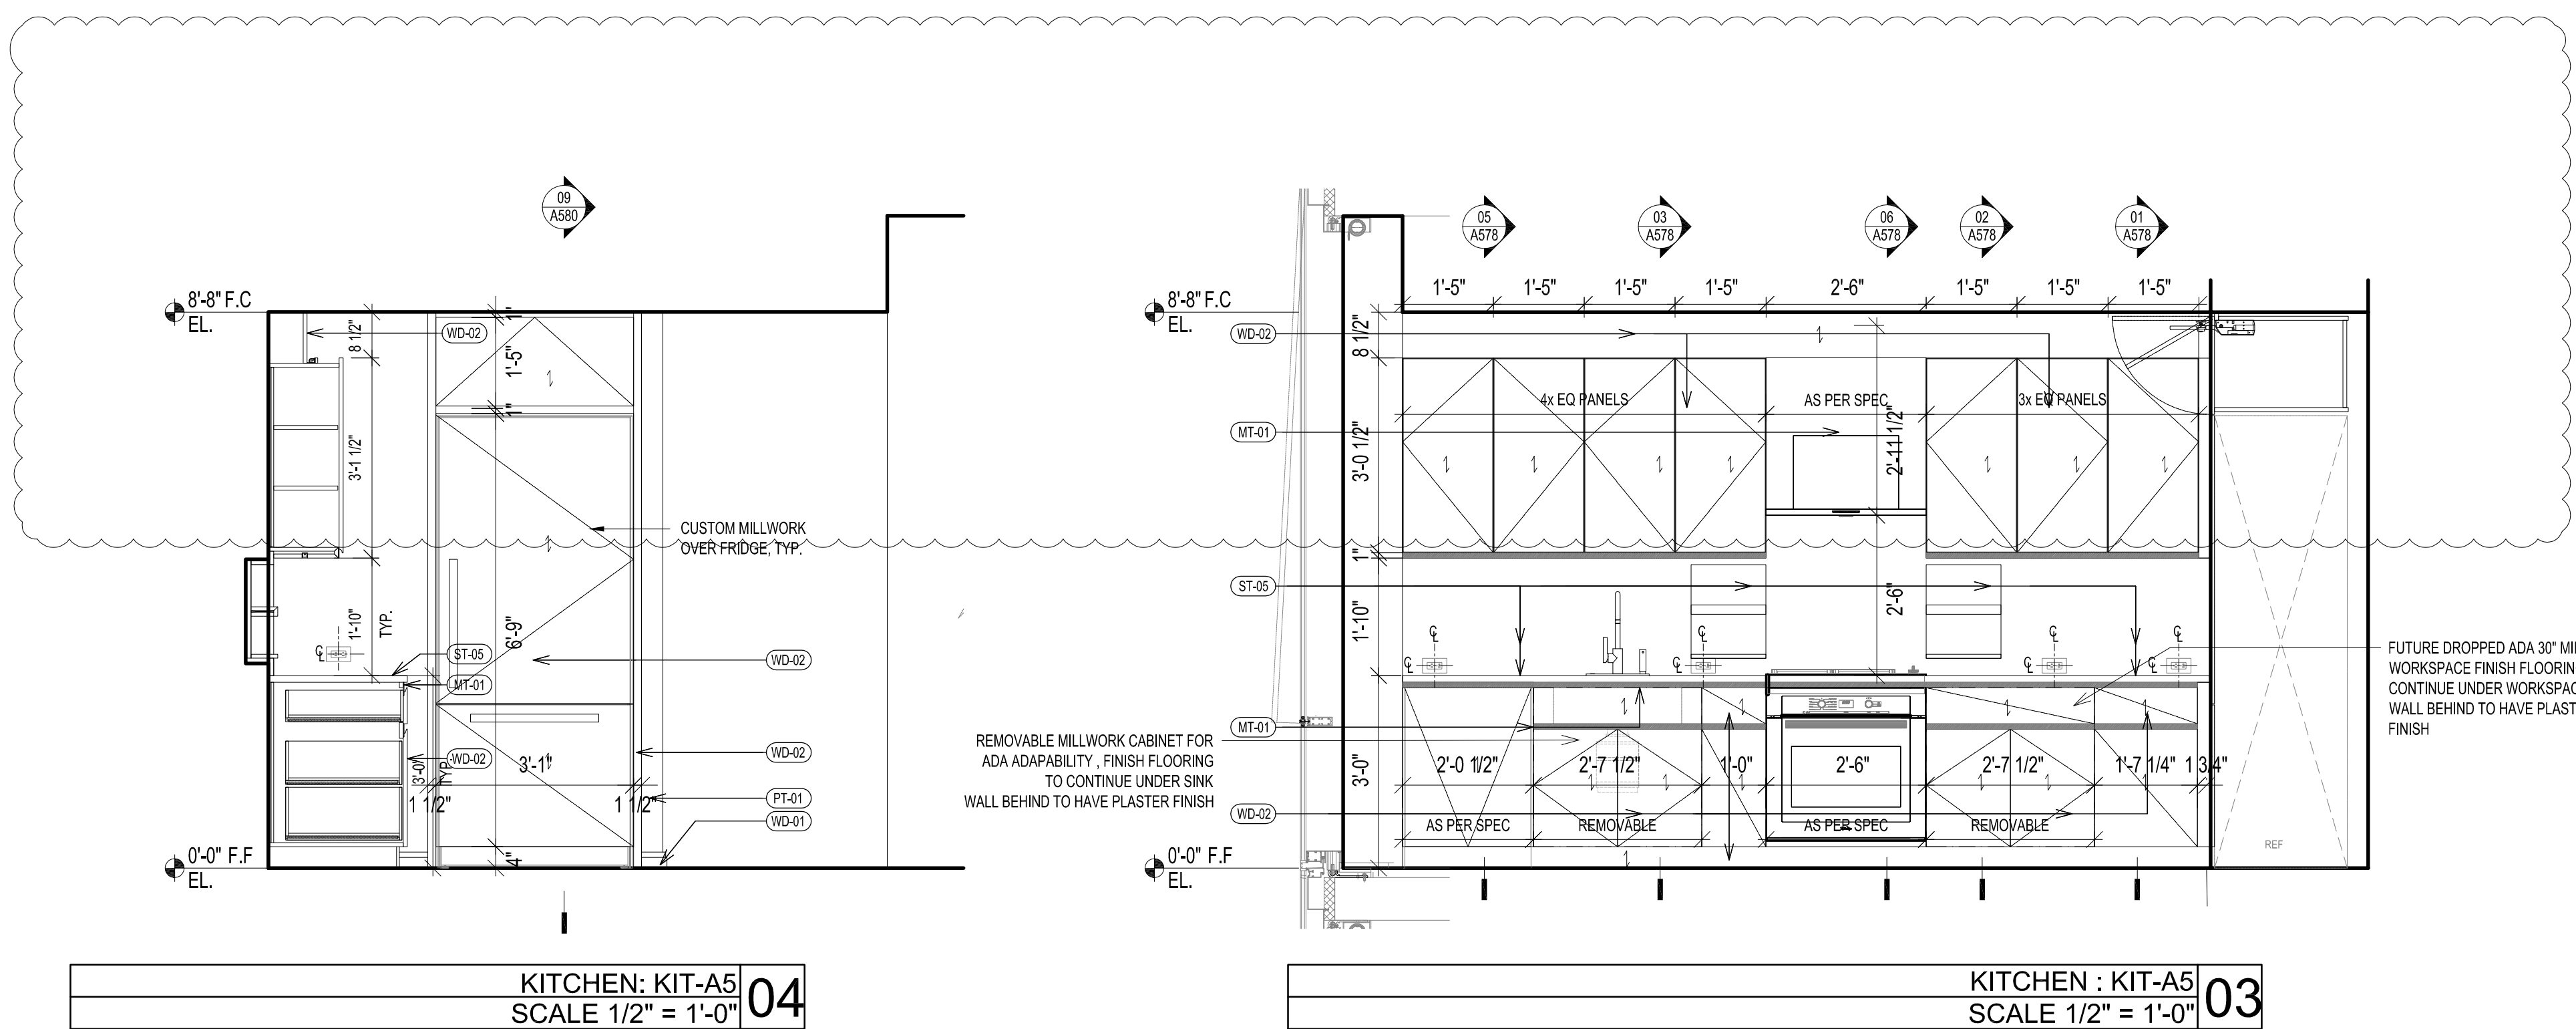 09
A580
8'-8" F.C
EL.
WD-02
8 1/2"
1"
1'-5"
1"
3'-1 1/2"
CUSTOM MILLWORK
OVER FRIDGE, TYP.
1'-10"
TYP.
6'-9"
ST-05
MT-01
WD-02
WD-02
3'-0"
TYP.
3'-1"
WD-02
1 1/2"
1 1/2"
PT-01
WD-01
4"
0'-0" F.F
EL.
KITCHEN: KIT-A5
SCALE 1/2" = 1'-0"
04
05
A578
03
A578
06
A578
02
A578
01
A578
1'-5"
1'-5"
1'-5"
1'-5"
2'-6"
1'-5"
1'-5"
1'-5"
8'-8" F.C
EL.
WD-02
8 1/2"
4x EQ PANELS
AS PER SPEC
3x EQ PANELS
MT-01
3'-0 1/2"
2'-11 1/2"
1"
ST-05
1'-10"
2'-6"
FUTURE DROPPED ADA 30" MI
WORKSPACE FINISH FLOORIN
CONTINUE UNDER WORKSPAC
WALL BEHIND TO HAVE PLAST
FINISH
MT-01
REMOVABLE MILLWORK CABINET FOR
ADA ADAPABILITY , FINISH FLOORING
TO CONTINUE UNDER SINK
WALL BEHIND TO HAVE PLASTER FINISH
3'-0"
2'-0 1/2"
2'-7 1/2"
1'-0"
2'-6"
2'-7 1/2"
1'-7 1/4"
1 3/4"
WD-02
AS PER SPEC
REMOVABLE
AS PER SPEC
REMOVABLE
REF
0'-0" F.F
EL.
KITCHEN : KIT-A5
SCALE 1/2" = 1'-0"
03